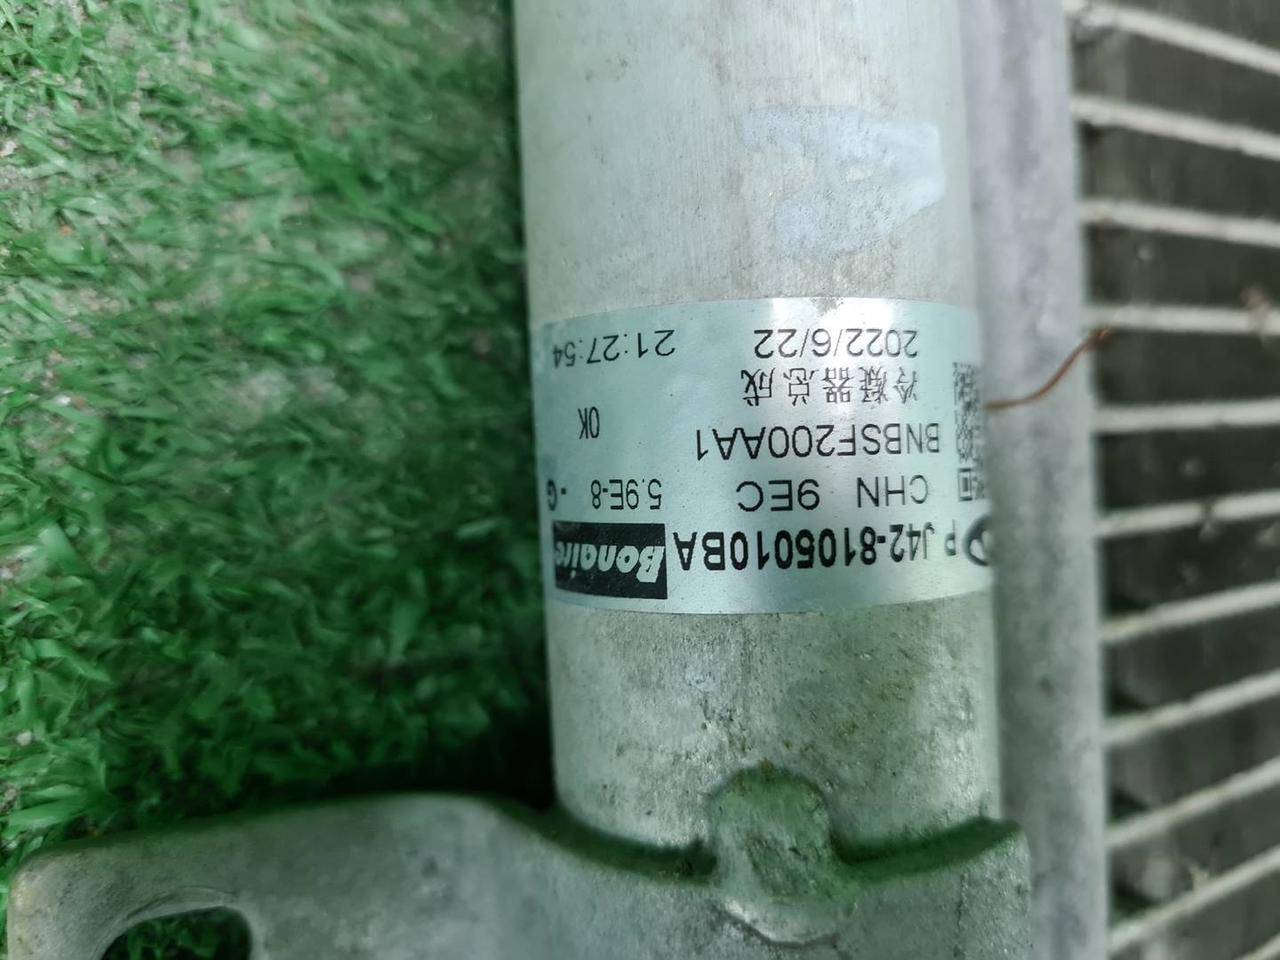 P J42-8105010BA Bonaire
CHN 9EC 5.9E-8 -G
BNBSF200AA1 OK
冷凝器总成
2022/6/22 21:27:54